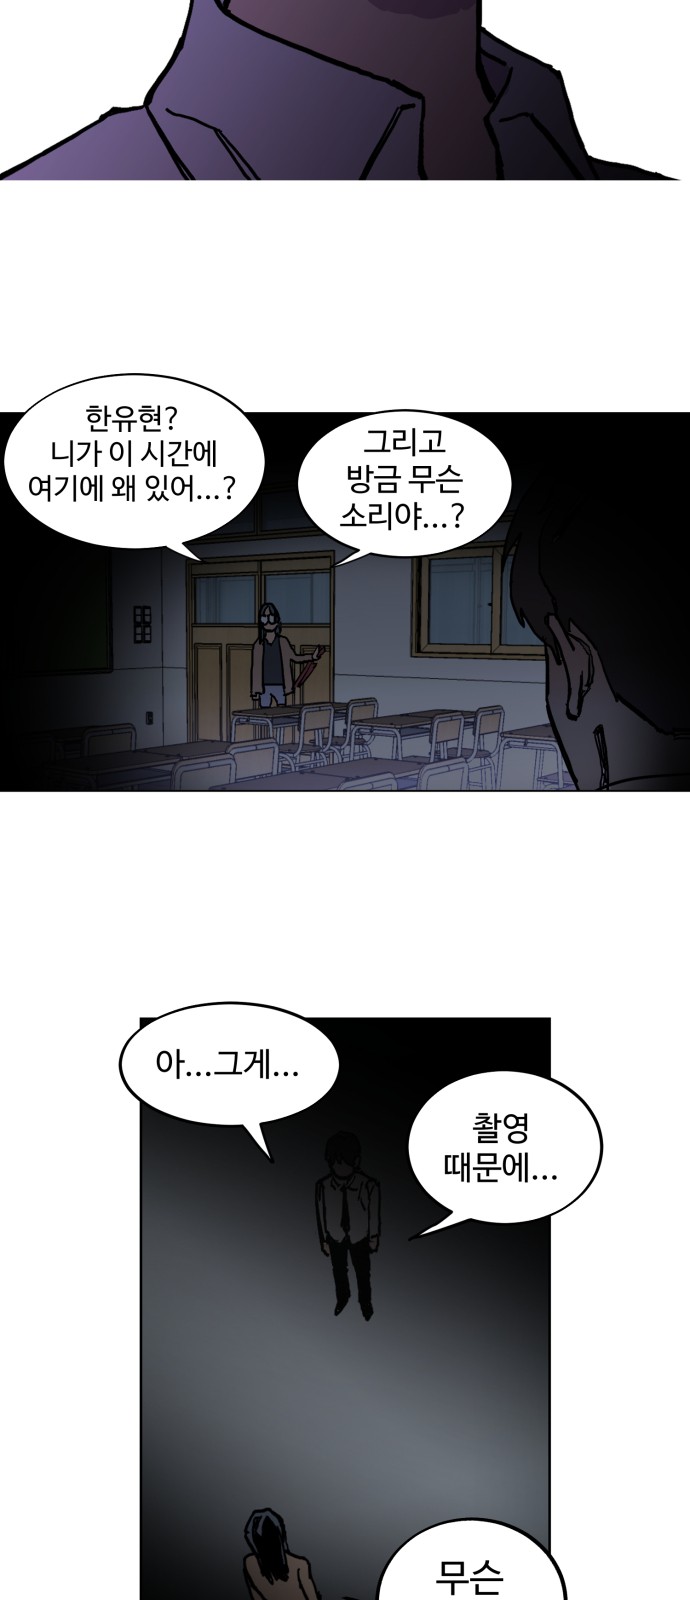 한유현?
니가 이 시간에
여기에 왜 있어...?
그리고
방금 무슨
소리야...?
아...그게...
촬영
때문에...
무슨